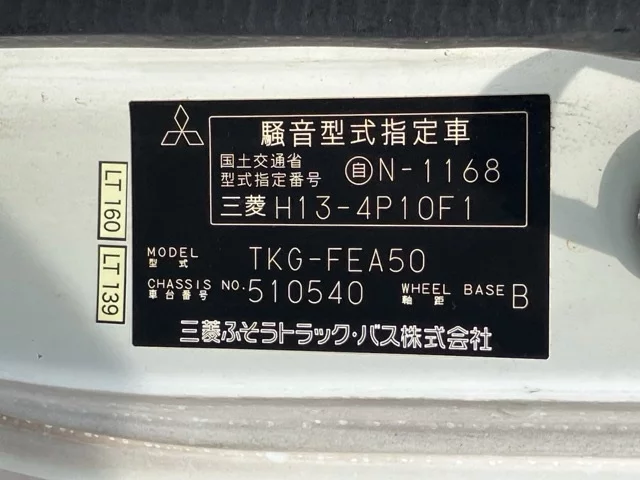 騒音型式指定車
国土交通省
型式指定番号
自N-1168
三菱 H13-4P10F1
LT 160
LT 139
MODEL
型式
TKG-FEA50
CHASSIS NO.
車台番号
510540
WHEEL BASE
軸距
B
三菱ふそうトラック・バス株式会社